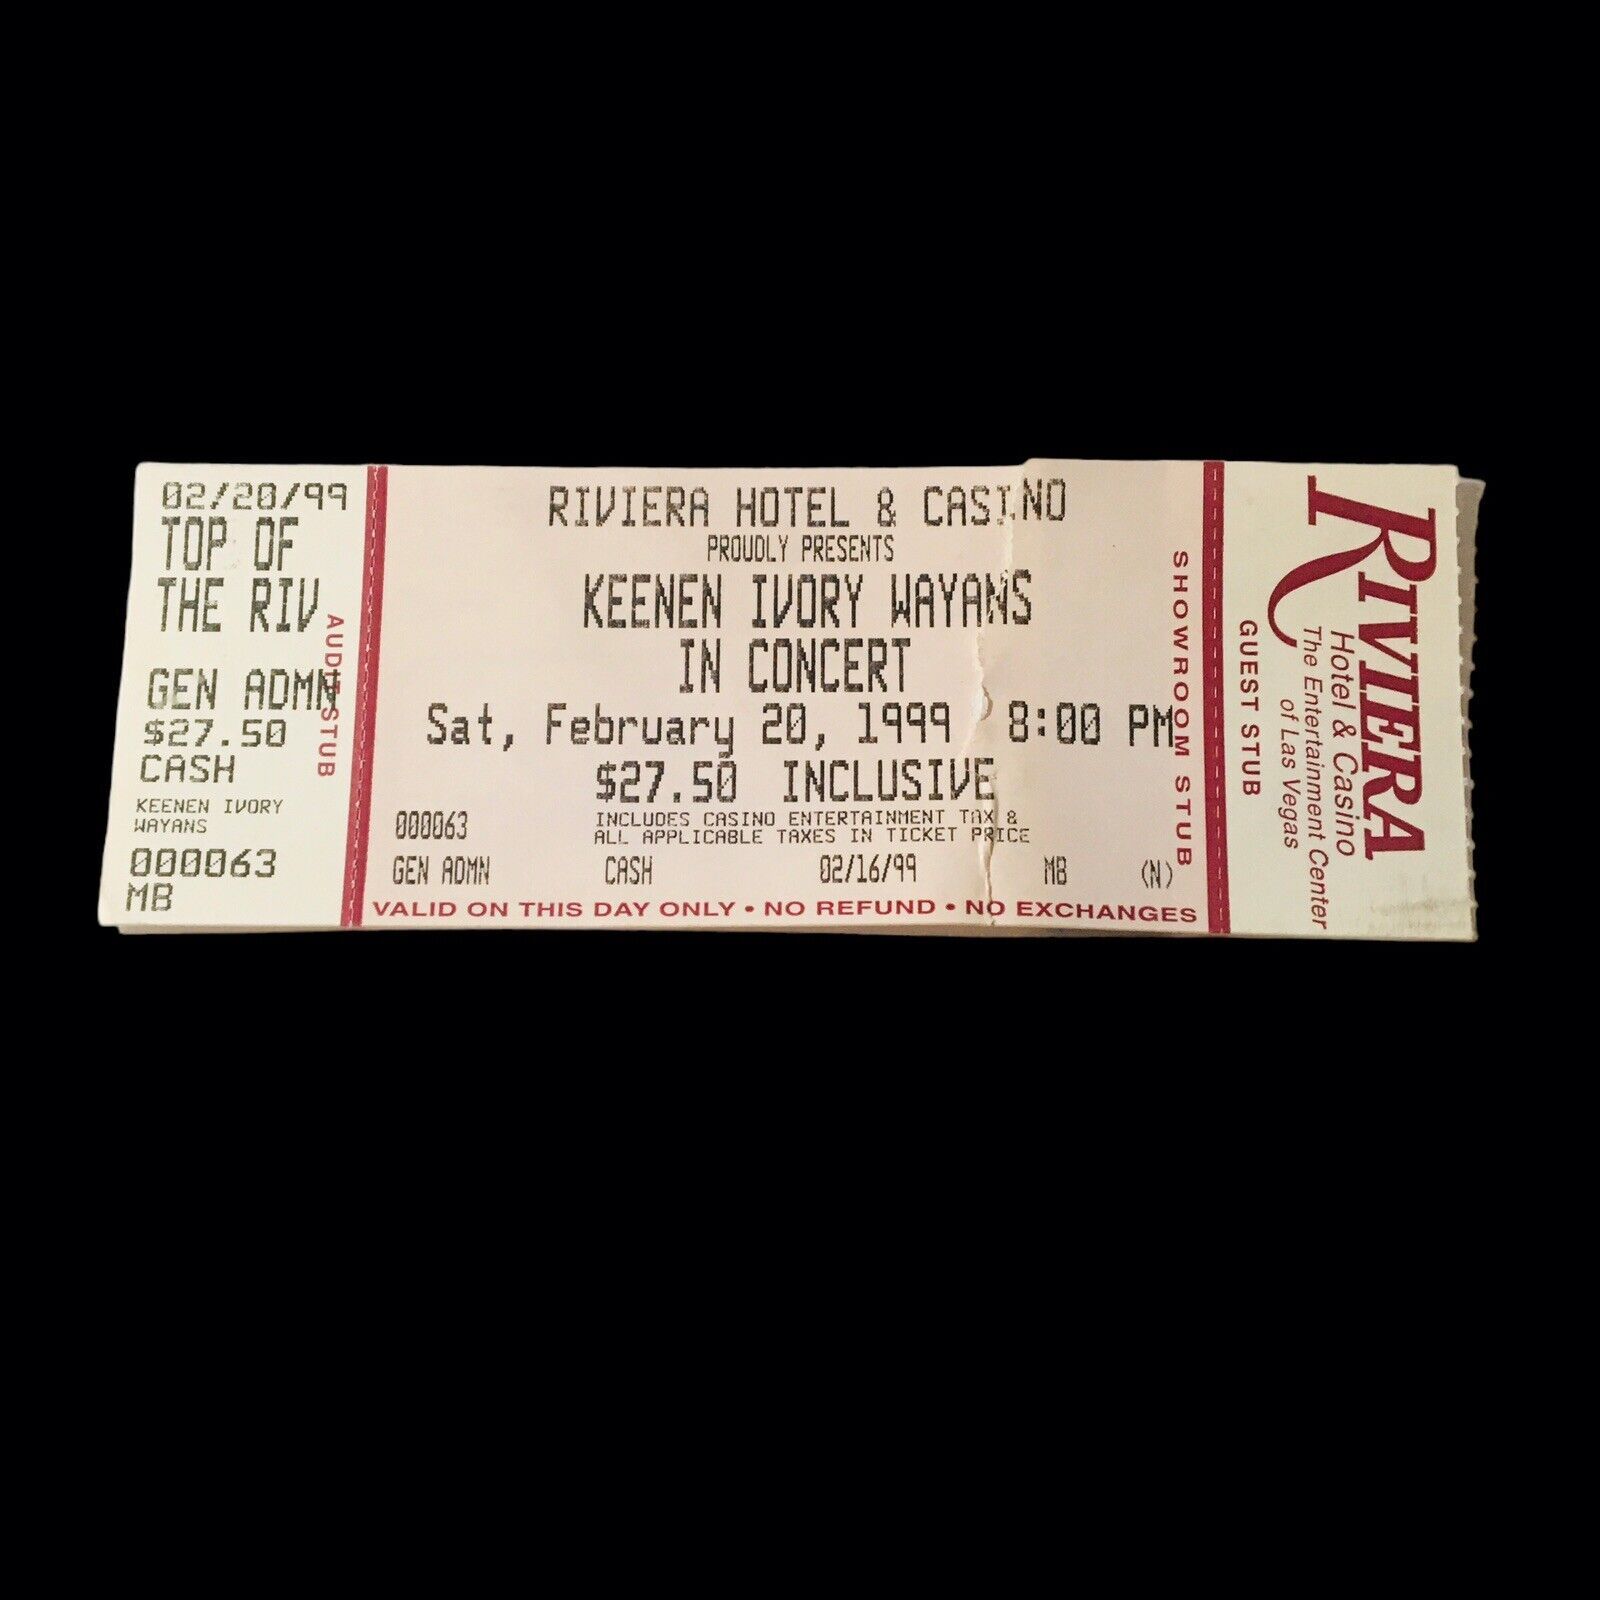 02/20/99
TOP OF
THE RIV
GEN ADMN
$27.50
CASH
KEENEN IVORY
WAYANS
000063
MB
AUDIT STUB
RIVIERA HOTEL & CASINO
PROUDLY PRESENTS
KEENEN IVORY WAYANS
IN CONCERT
Sat, February 20, 1999 8:00 PM
$27.50 INCLUSIVE
000063
INCLUDES CASINO ENTERTAINMENT TAX &
ALL APPLICABLE TAXES IN TICKET PRICE
GEN ADMN CASH 02/16/99 MB (N)
VALID ON THIS DAY ONLY • NO REFUND • NO EXCHANGES
SHOWROOM STUB
GUEST STUB
RIVIERA
Hotel & Casino
The Entertainment Center
of Las Vegas